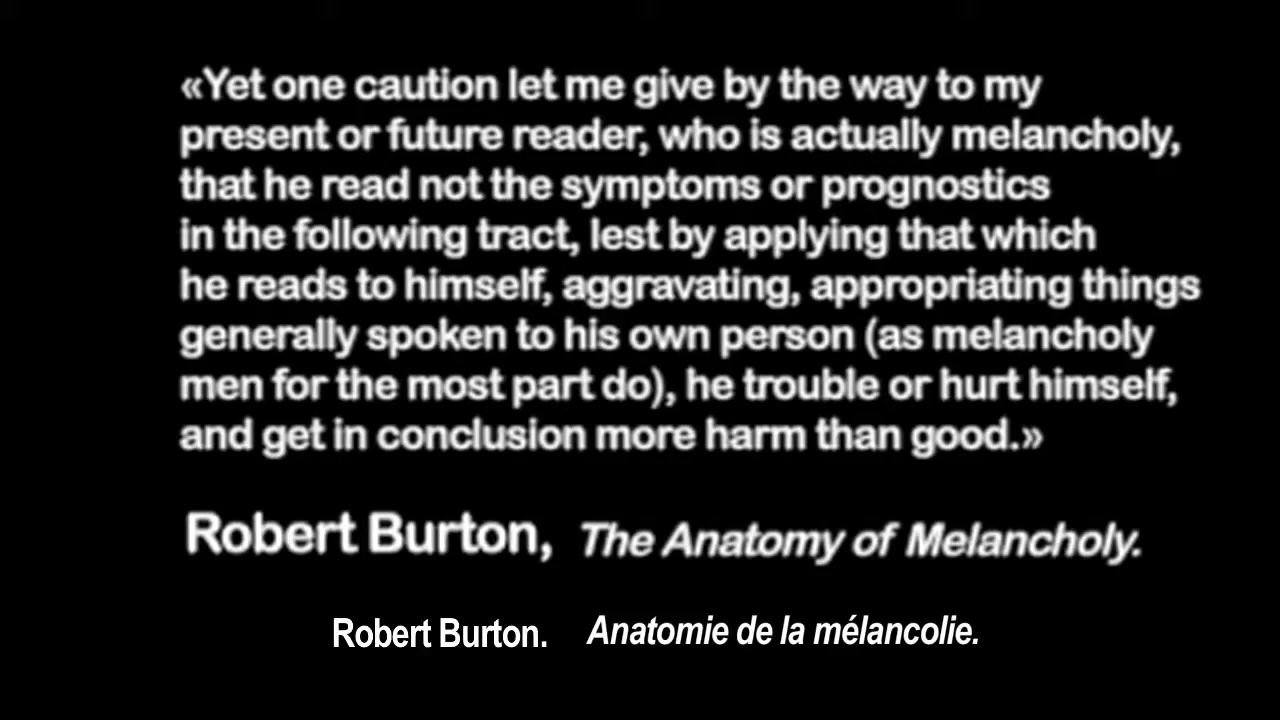 «Yet one caution let me give by the way to my
present or future reader, who is actually melancholy,
that he read not the symptoms or prognostics
in the following tract, lest by applying that which
he reads to himself, aggravating, appropriating things
generally spoken to his own person (as melancholy
men for the most part do), he trouble or hurt himself,
and get in conclusion more harm than good.»
Robert Burton, The Anatomy of Melancholy.
Robert Burton. Anatomie de la mélancolie.